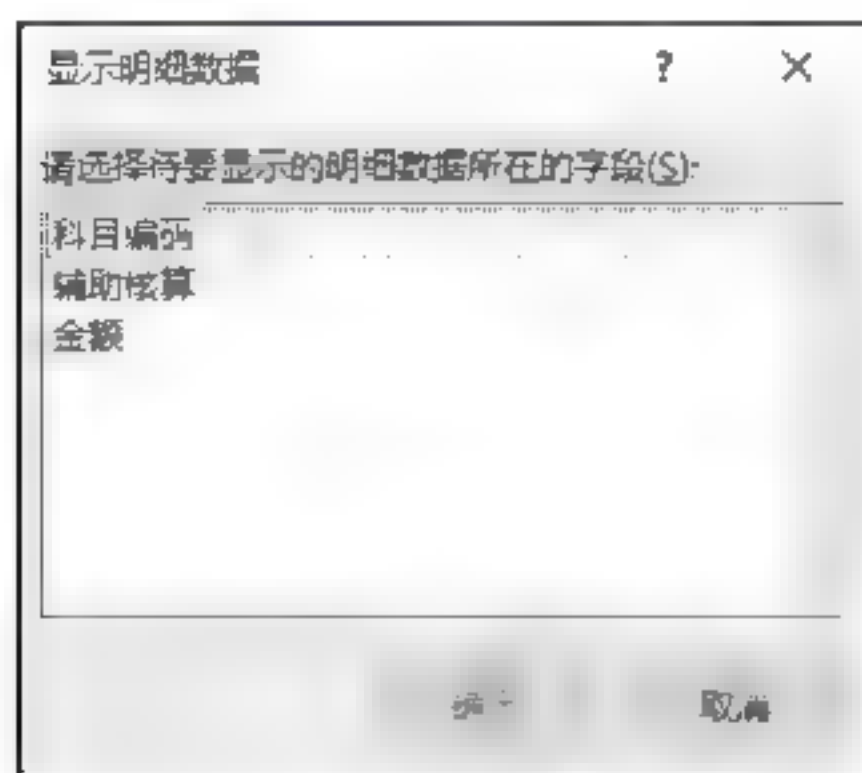 显示明细数据 ? ×
请选择待要显示的明细数据所在的字段(S):
科目编码
辅助核算
金额
取消